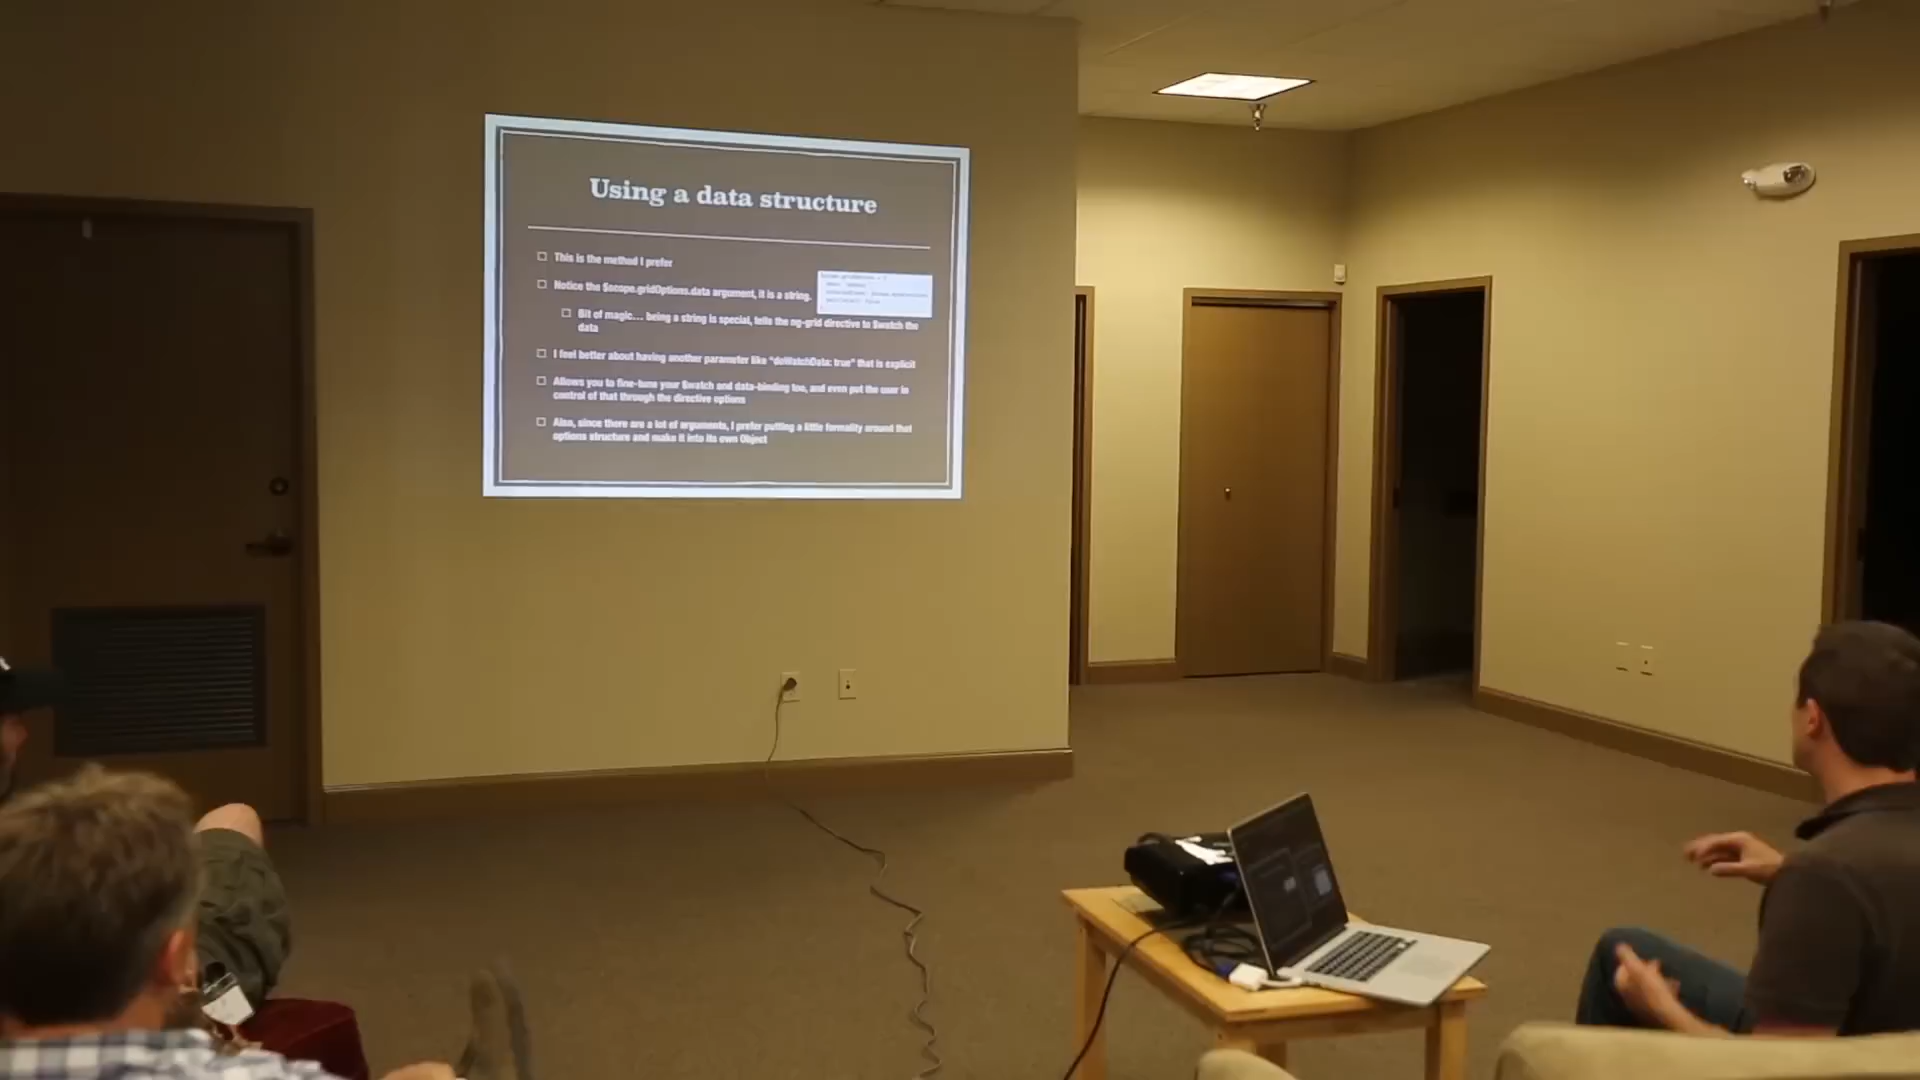 Using a data structure
This is the method I prefer
Notice the $scope.gridOptions.data argument, it is a string.
Bit of magic... being a string is special, tells the ng-grid directive to $watch the
data
I feel better about having another parameter like "doWatchData: true" that is explicit
Allows you to fine-tune your $watch and data-binding too, and even put the user in
control of that through the directive options
Also, since there are a lot of arguments, I prefer putting a little formality around that
options structure and make it into its own Object